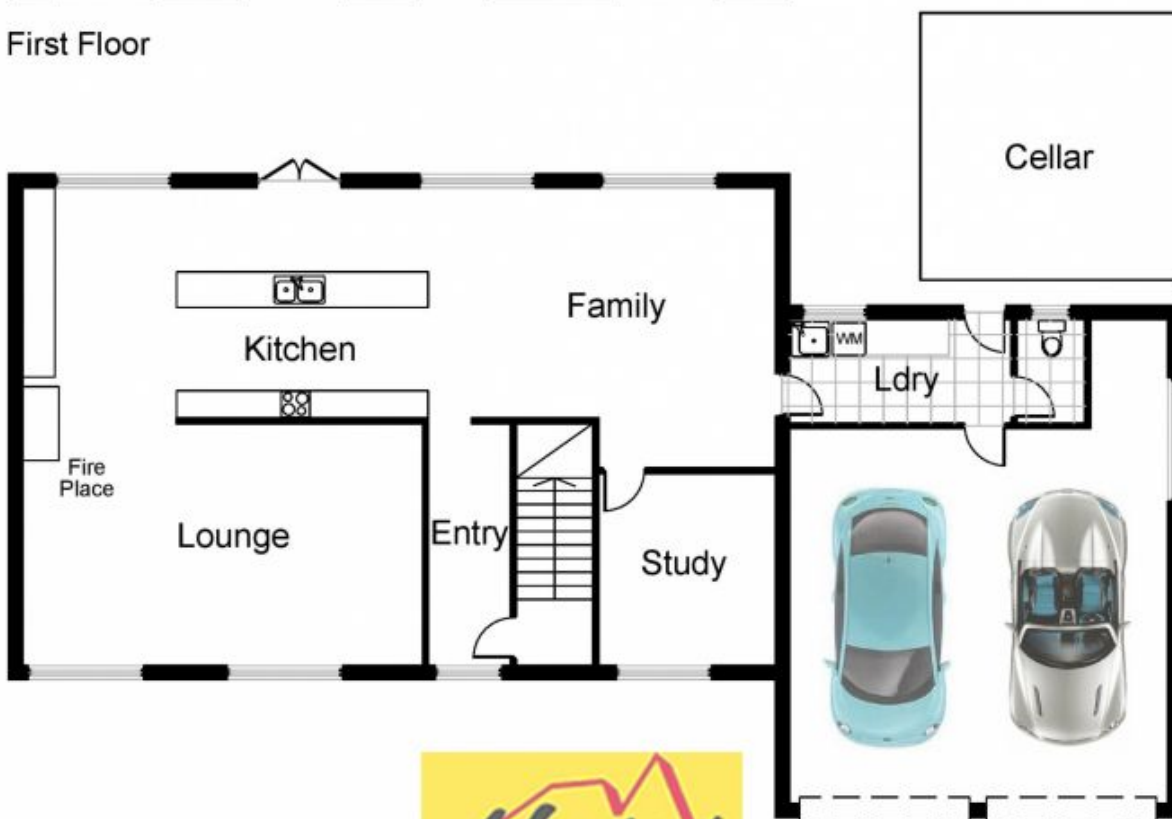 First Floor
Cellar
Family
Kitchen
WM
Ldry
Fire
Place
Lounge
Entry
Study